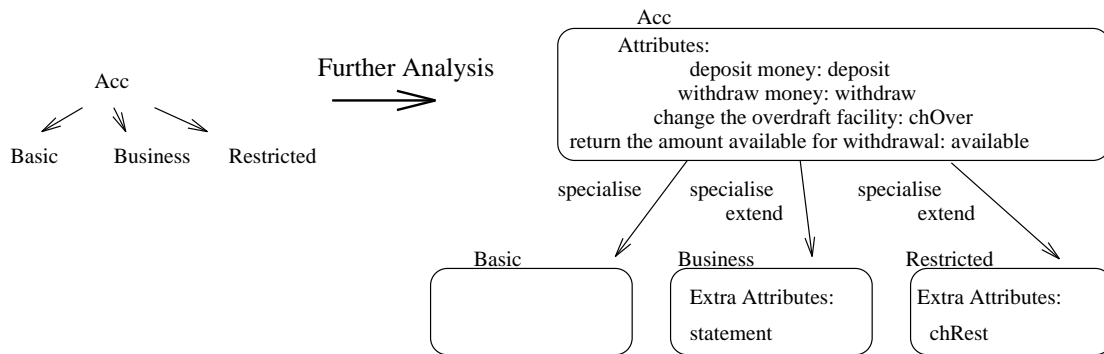 Acc
Basic Business Restricted
Further Analysis
Acc
Attributes:
deposit money: deposit
withdraw money: withdraw
change the overdraft facility: chOver
return the amount available for withdrawal: available
specialise
specialise
extend
specialise
extend
Basic
Business
Extra Attributes:
statement
Restricted
Extra Attributes:
chRest